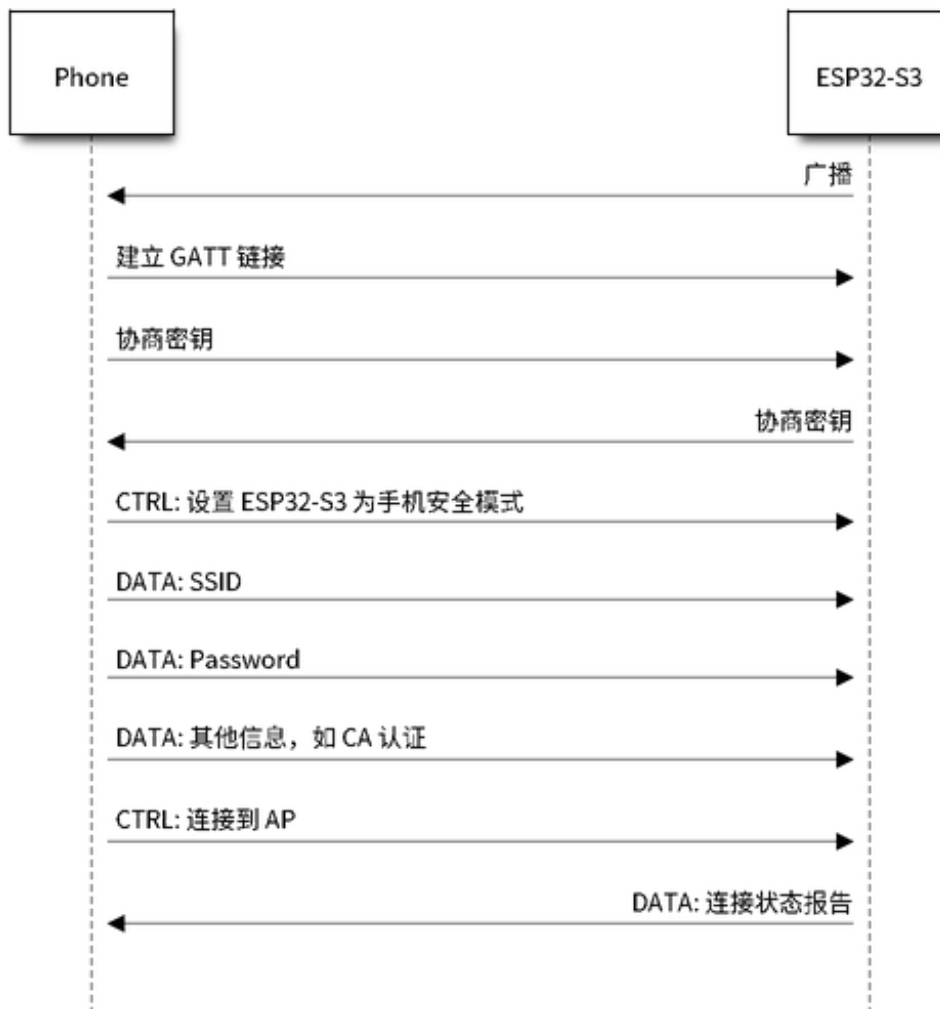 Phone
ESP32-S3
广播
建立 GATT 链接
协商密钥
协商密钥
CTRL: 设置 ESP32-S3 为手机安全模式
DATA: SSID
DATA: Password
DATA: 其他信息，如 CA 认证
CTRL: 连接到 AP
DATA: 连接状态报告